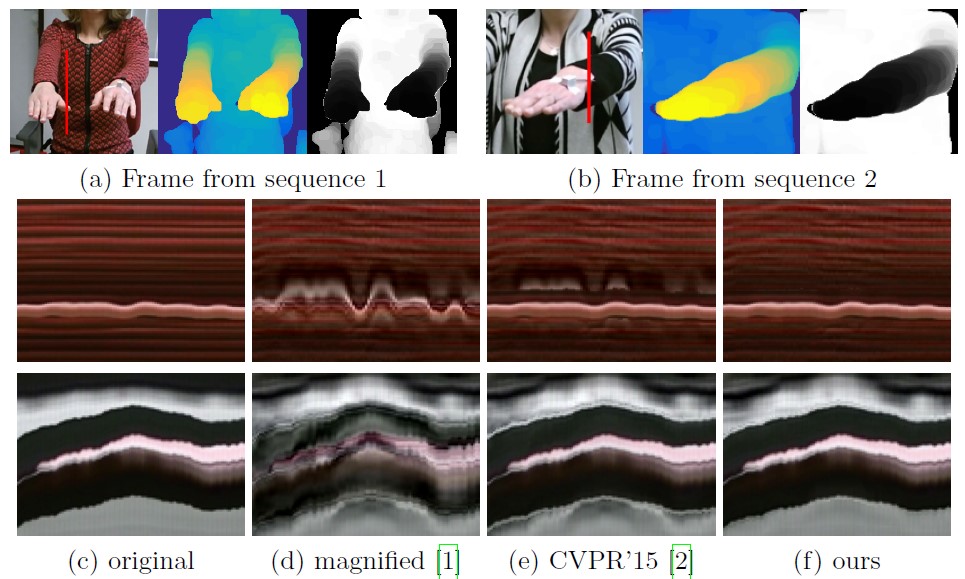 (a) Frame from sequence 1
(b) Frame from sequence 2
(c) original
(d) magnified [1]
(e) CVPR'15 [2]
(f) ours